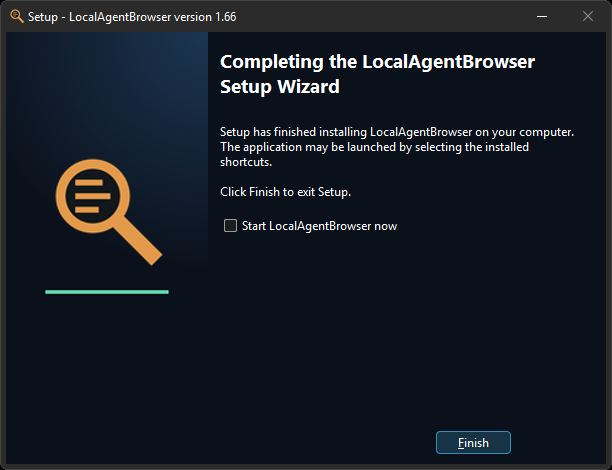 Setup - LocalAgentBrowser version 1.66
Completing the LocalAgentBrowser
Setup Wizard
Setup has finished installing LocalAgentBrowser on your computer.
The application may be launched by selecting the installed
shortcuts.
Click Finish to exit Setup.
Start LocalAgentBrowser now
Finish